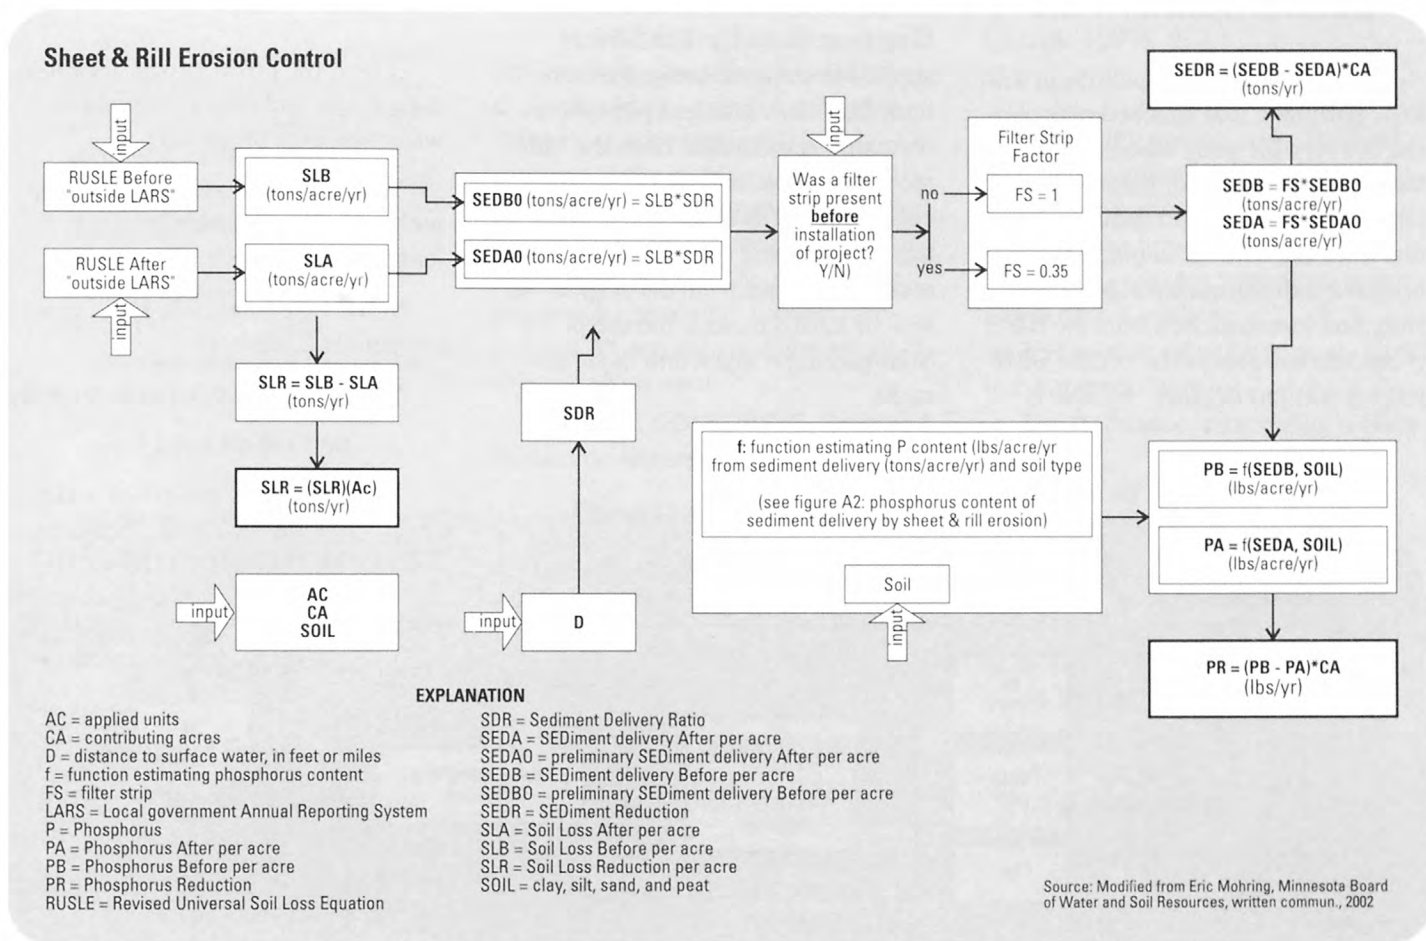 Sheet & Rill Erosion Control
input
RUSLE Before
"outside LARS"
RUSLE After
"outside LARS"
input
SLB
(tons/acre/yr)
SLA
(tons/acre/yr)
SLR = SLB - SLA
(tons/yr)
SLR = (SLR)(Ac)
(tons/yr)
input
AC
CA
SOIL
SEDB0 (tons/acre/yr) = SLB*SDR
SEDA0 (tons/acre/yr) = SLB*SDR
SDR
input
D
input
Was a filter
strip present
before
installation
of project?
Y/N)
no
yes
Filter Strip
Factor
FS = 1
FS = 0.35
SEDR = (SEDB - SEDA)*CA
(tons/yr)
SEDB = FS*SEDBO
(tons/acre/yr)
SEDA = FS*SEDAO
(tons/acre/yr)
f: function estimating P content (lbs/acre/yr
from sediment delivery (tons/acre/yr) and soil type
(see figure A2: phosphorus content of
sediment delivery by sheet & rill erosion)
Soil
input
PB = f(SEDB, SOIL)
(lbs/acre/yr)
PA = f(SEDA, SOIL)
(lbs/acre/yr)
PR = (PB - PA)*CA
(lbs/yr)
EXPLANATION
AC = applied units
CA = contributing acres
D = distance to surface water, in feet or miles
f = function estimating phosphorus content
FS = filter strip
LARS = Local government Annual Reporting System
P = Phosphorus
PA = Phosphorus After per acre
PB = Phosphorus Before per acre
PR = Phosphorus Reduction
RUSLE = Revised Universal Soil Loss Equation
SDR = Sediment Delivery Ratio
SEDA = SEDiment delivery After per acre
SEDAO = preliminary SEDiment delivery After per acre
SEDB = SEDiment delivery Before per acre
SEDBO = preliminary SEDiment delivery Before per acre
SEDR = SEDiment Reduction
SLA = Soil Loss After per acre
SLB = Soil Loss Before per acre
SLR = Soil Loss Reduction per acre
SOIL = clay, silt, sand, and peat
Source: Modified from Eric Mohring, Minnesota Board
of Water and Soil Resources, written commun., 2002